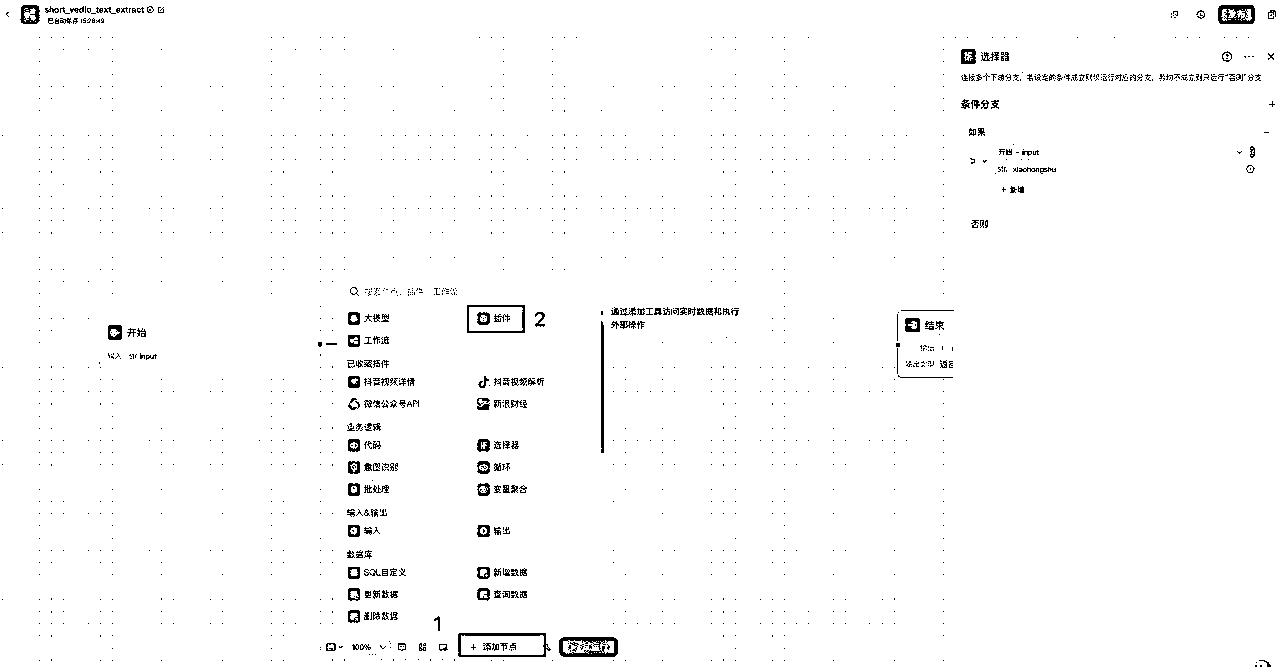 short_vedio_text_extract
已自动保存 15:28:49
发布
选择器
连接多个下游分支，若设定的条件成立则仅运行对应的分支，若均不成立则只运行“否则”分支
条件分支
如果
开始 - input
str. xiaohongshu
+ 新增
否则
搜索节点、插件、工作流
大模型
插件
2
工作流
已收藏插件
抖音视频详情
抖音视频解析
微信公众号API
新浪财经
业务逻辑
代码
选择器
意图识别
循环
批处理
变量聚合
输入&输出
输入
输出
数据库
SQL自定义
新增数据
更新数据
查询数据
删除数据
通过添加工具访问实时数据和执行
外部操作
开始
输入 str. input
结束
输出
输出类型 返回
1
100%
+ 添加节点